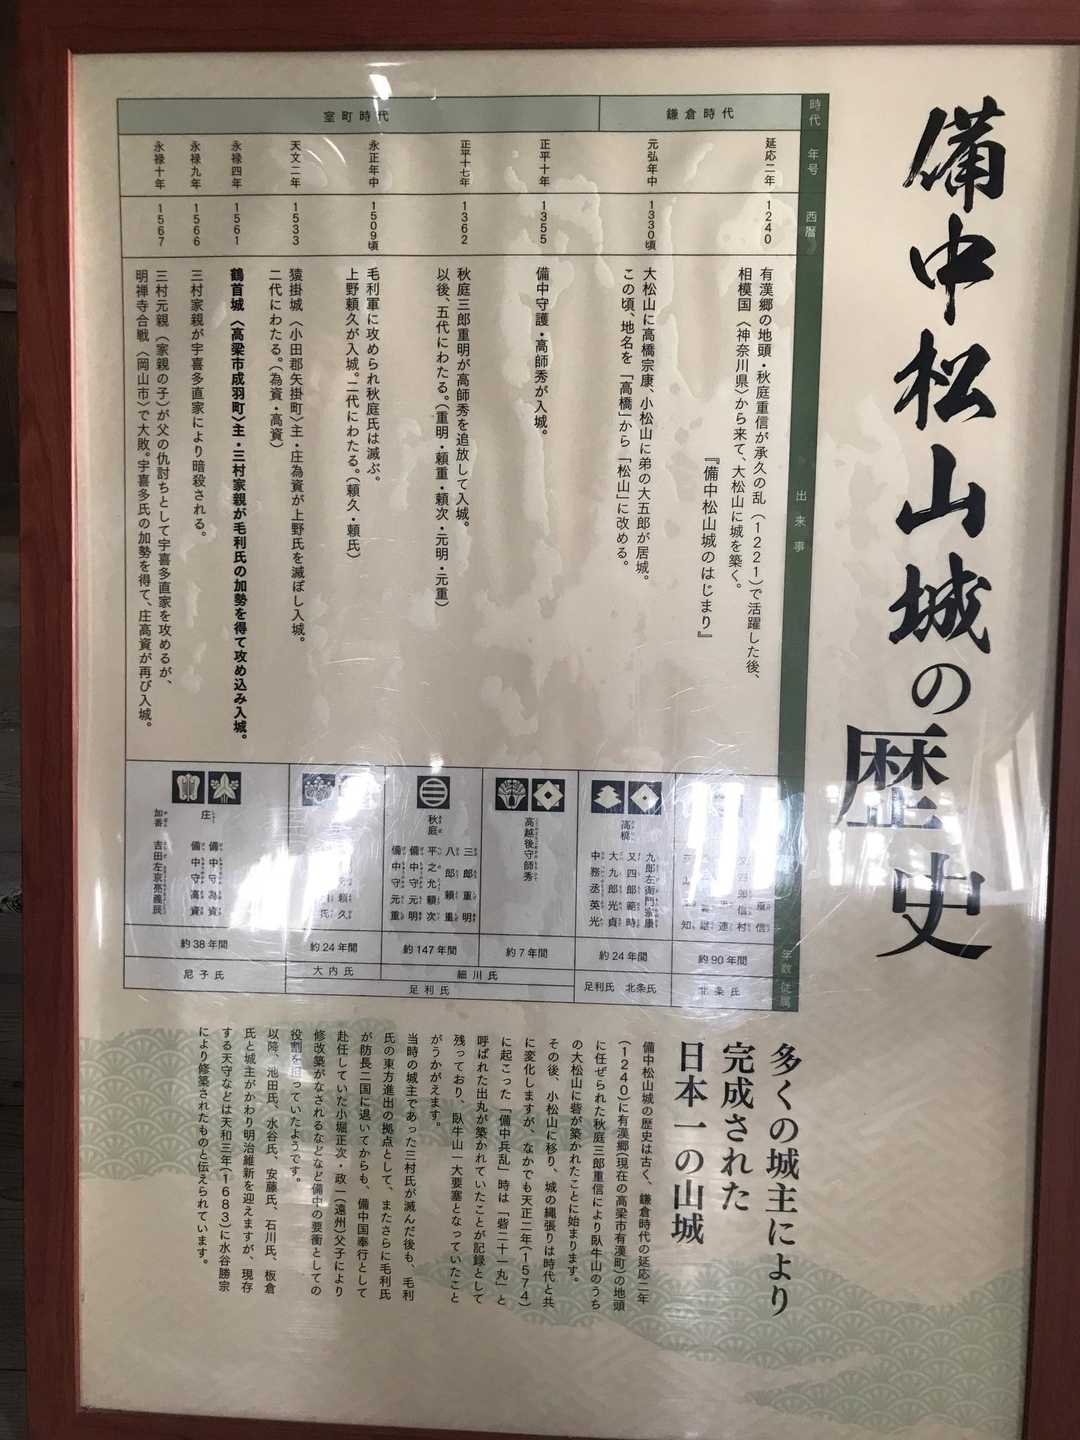 備中松山城の歴史
時代
年号
西暦
出来事
年数
従属
鎌倉時代
延応二年
1240
有漢郷の地頭・秋庭重信が承久の乱（1221）で活躍した後、
相模国〈神奈川県〉から来て、大松山に城を築く。
『備中松山城のはじまり』
元弘年中
1330頃
大松山に高橋宗康、小松山に弟の大五郎が居城。
この頃、地名を「高橋」から「松山」に改める。
室町時代
正平十年
1355
備中守護・高師秀が入城。
正平十七年
1362
秋庭三郎重明が高師秀を追放して入城。
以後、五代にわたる。（重明・頼重・頼次・元明・元重）
永正年中
1509頃
毛利軍に攻められ秋庭氏は滅ぶ。
上野頼久が入城。二代にわたる。（頼久・頼氏）
天文二年
1533
猿掛城〈小田郡矢掛町〉主・庄為資が上野氏を滅ぼし入城。
二代にわたる。（為資・高資）
永禄四年
1561
鶴首城〈高梁市成羽町〉主・三村家親が毛利氏の加勢を得て攻め込み入城。
永禄九年
1566
三村家親が宇喜多直家により暗殺される。
永禄十年
1567
三村元親（家親の子）が父の仇討ちとして宇喜多直家を攻めるが、
明禅寺合戦〈岡山市〉で大敗。宇喜多氏の加勢を得て、庄高資が再び入城。
約90年間
北条氏
高橋
九郎左衛門宗康
又四郎範時
大九郎光貞
中務丞英光
約24年間
足利氏 北条氏
高越後守師秀
約7年間
秋庭
三郎重明
八郎頼重
平之允頼次
備中守元明
備中守元重
約147年間
細川氏
足利氏
頼久
約24年間
大内氏
庄
備中守為資
備中守高資
加番 吉田左京亮義辰
約38年間
尼子氏
多くの城主により
完成された
日本一の山城
備中松山城の歴史は古く、鎌倉時代の延応二年
（1240）に有漢郷（現在の高梁市有漢町）の地頭
に任ぜられた秋庭三郎重信により臥牛山のうち
の大松山に砦が築かれたことに始まります。
その後、小松山に移り、城の縄張りは時代と共
に変化しますが、なかでも天正二年（1574）
に起こった「備中兵乱」時は「砦二十一丸」と
呼ばれた出丸が築かれていたことが記録として
残っており、臥牛山一大要塞となっていたこと
がうかがえます。
当時の城主であった三村氏が滅んだ後も、毛利
氏の東方進出の拠点として、またさらに毛利氏
が防長二国に退いてからも、備中国奉行として
赴任していた小堀正次・政一（遠州）父子により
修改築がなされるなどなど備中の要衝としての
役割を担っていたようです。
以降、池田氏、水谷氏、安藤氏、石川氏、板倉
氏と城主がかわり明治維新を迎えますが、現存
する天守などは天和三年（1683）に水谷勝宗
により修築されたものと伝えられています。